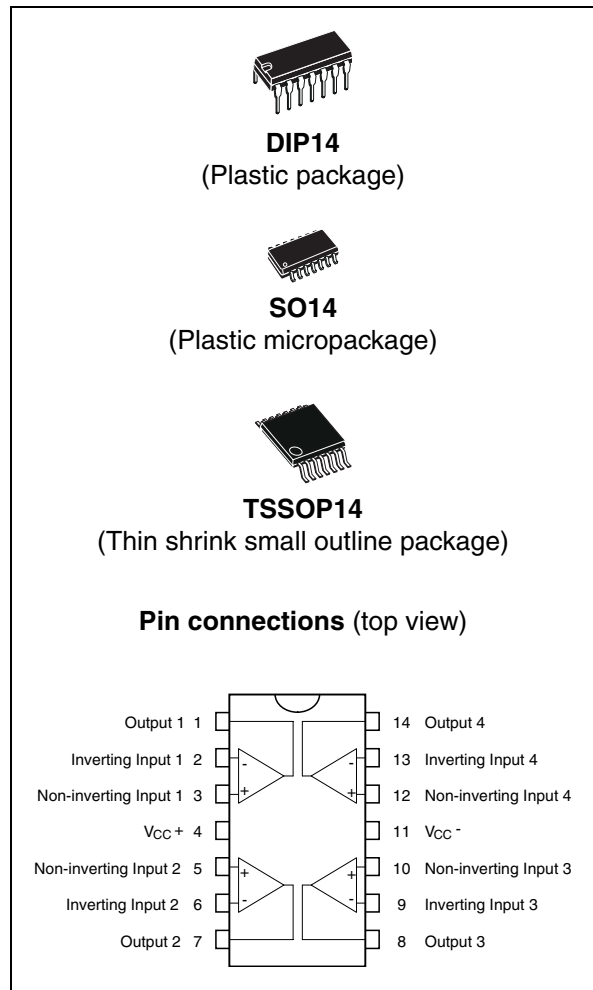 DIP14
(Plastic package)
SO14
(Plastic micropackage)
TSSOP14
(Thin shrink small outline package)
Pin connections (top view)
Output 1 1 14 Output 4
Inverting Input 1 2 - - 13 Inverting Input 4
Non-inverting Input 1 3 + + 12 Non-inverting Input 4
VCC + 4 11 VCC -
Non-inverting Input 2 5 + + 10 Non-inverting Input 3
Inverting Input 2 6 - - 9 Inverting Input 3
Output 2 7 8 Output 3